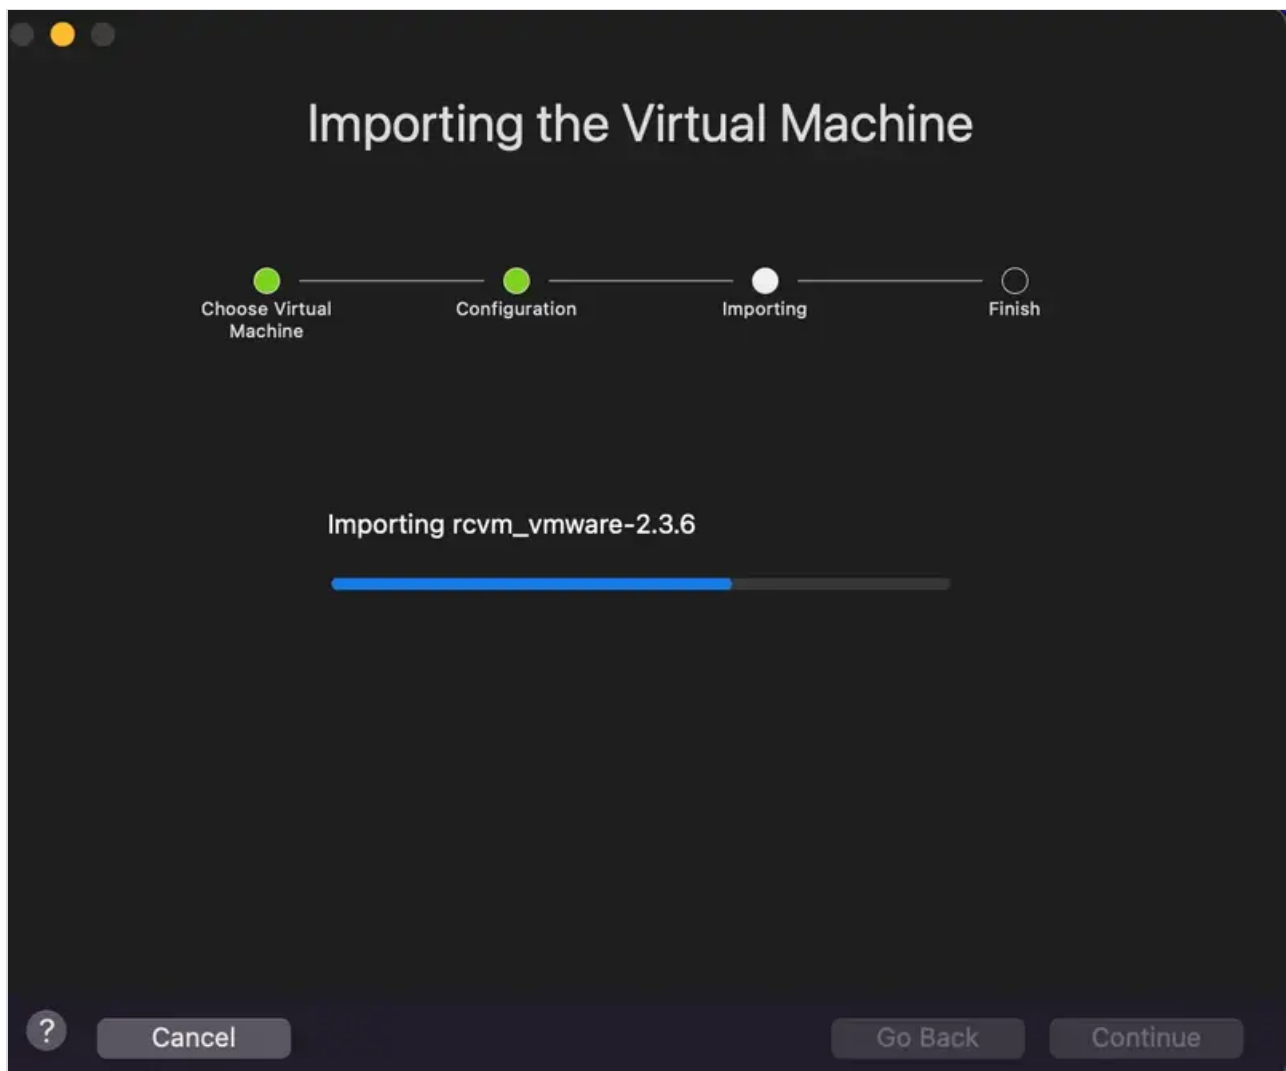 Importing the Virtual Machine
Choose Virtual
Machine
Configuration
Importing
Finish
Importing rcvm_vmware-2.3.6
?
Cancel
Go Back
Continue